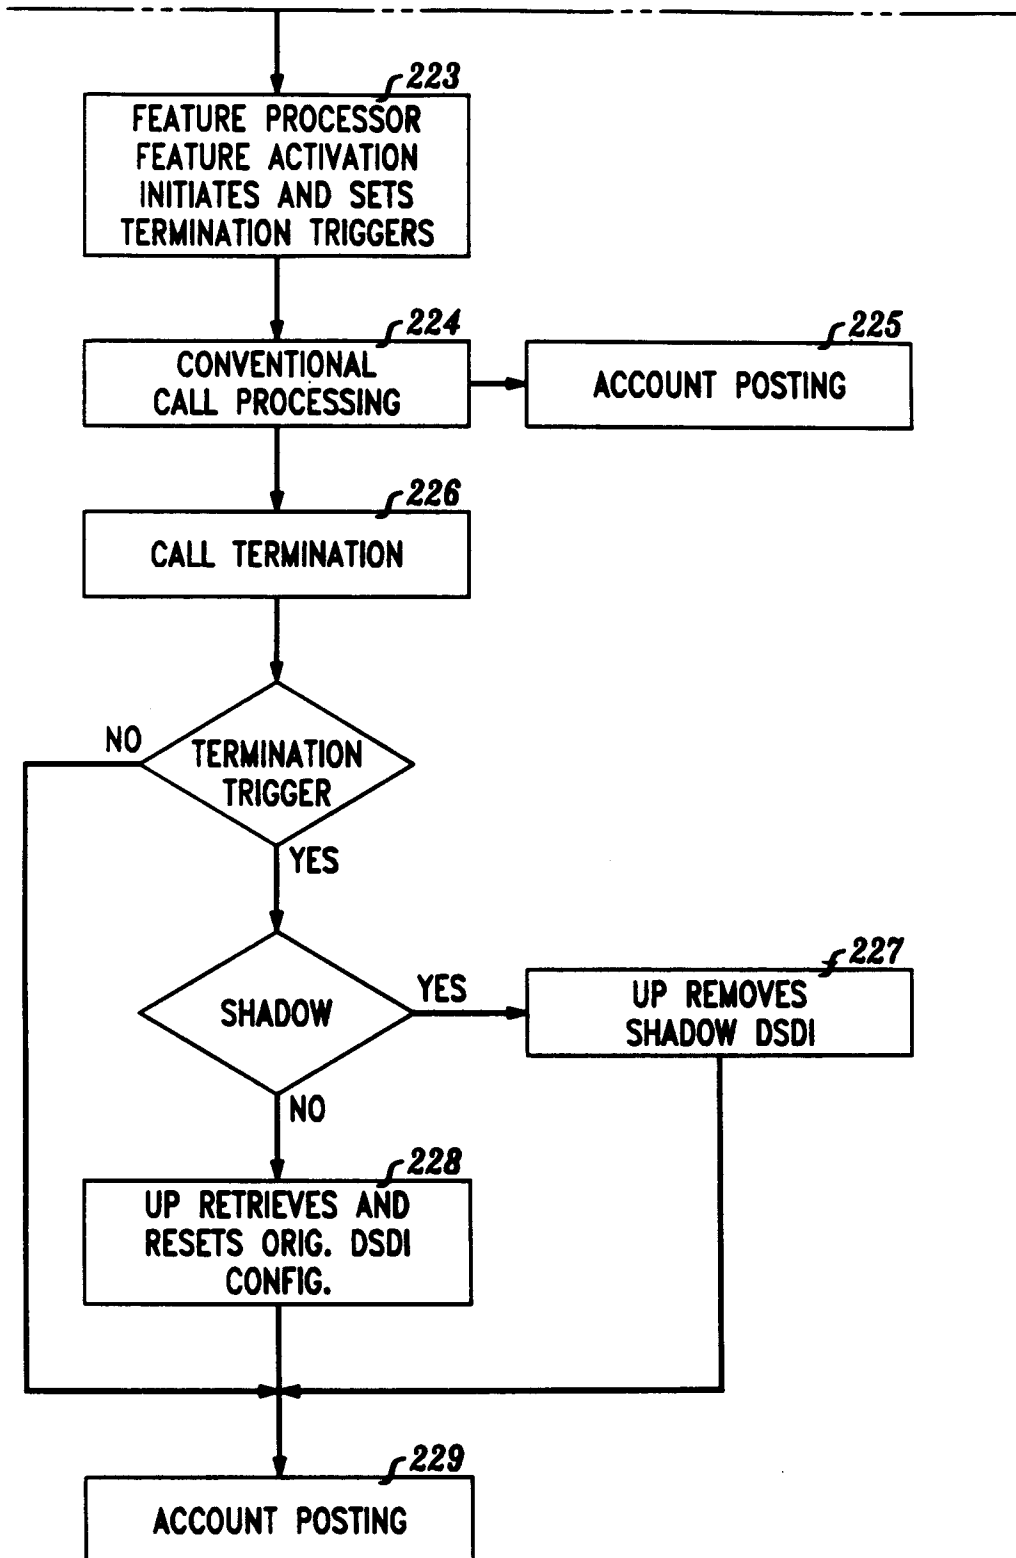 223
FEATURE PROCESSOR
FEATURE ACTIVATION
INITIATES AND SETS
TERMINATION TRIGGERS
224
CONVENTIONAL
CALL PROCESSING
225
ACCOUNT POSTING
226
CALL TERMINATION
NO
TERMINATION
TRIGGER
YES
SHADOW
YES
227
UP REMOVES
SHADOW DSDI
NO
228
UP RETRIEVES AND
RESETS ORIG. DSDI
CONFIG.
229
ACCOUNT POSTING